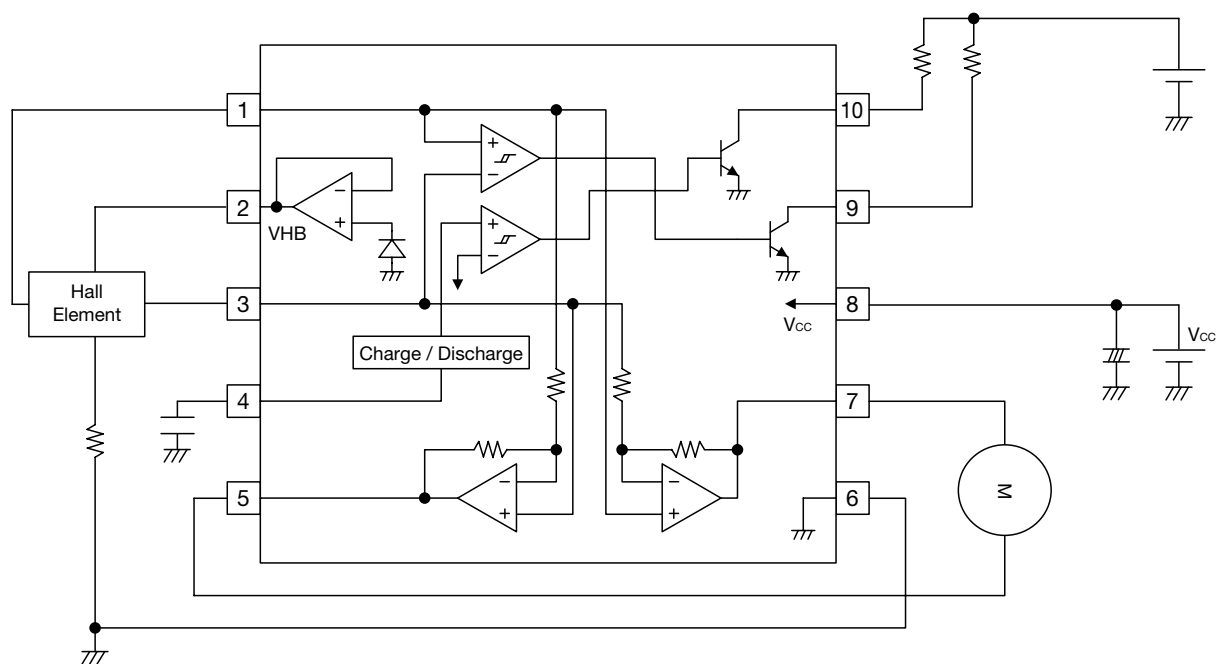 1
10
2
VHB
9
Hall
Element
3
8
VCC
VCC
Charge / Discharge
4
7
5
6
M
+
−
−
+
+
−
−
+
−
+